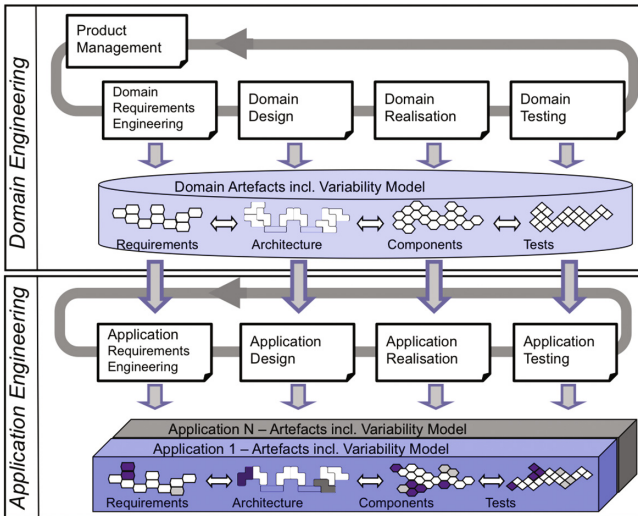 Domain Engineering
Product
Management
Domain
Requirements
Engineering
Domain
Design
Domain
Realisation
Domain
Testing
Domain Artefacts incl. Variability Model
Requirements
Architecture
Components
Tests
Application Engineering
Application
Requirements
Engineering
Application
Design
Application
Realisation
Application
Testing
Application N – Artefacts incl. Variability Model
Application 1 – Artefacts incl. Variability Model
Requirements
Architecture
Components
Tests